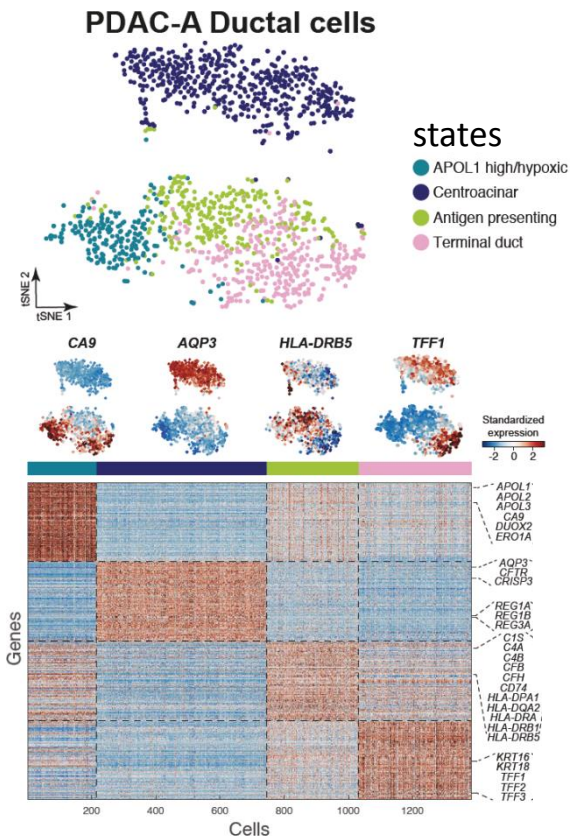 PDAC-A Ductal cells
states
APOL1 high/hypoxic
Centroacinar
Antigen presenting
Terminal duct
tSNE 2
tSNE 1
CA9
AQP3
HLA-DRB5
TFF1
Standardized
expression
-2 0 2
APOL1
APOL2
APOL3
CA9
DUOX2
ERO1A
AQP3
CFTR
CRISP3
REG1A
REG1B
REG3A
C1S
C4A
C4B
CFB
CFH
CD74
HLA-DPA1
HLA-DQA2
HLA-DRA
HLA-DRB1
HLA-DRB5
KRT16
KRT18
TFF1
TFF2
TFF3
Genes
200 400 600 800 1000 1200
Cells